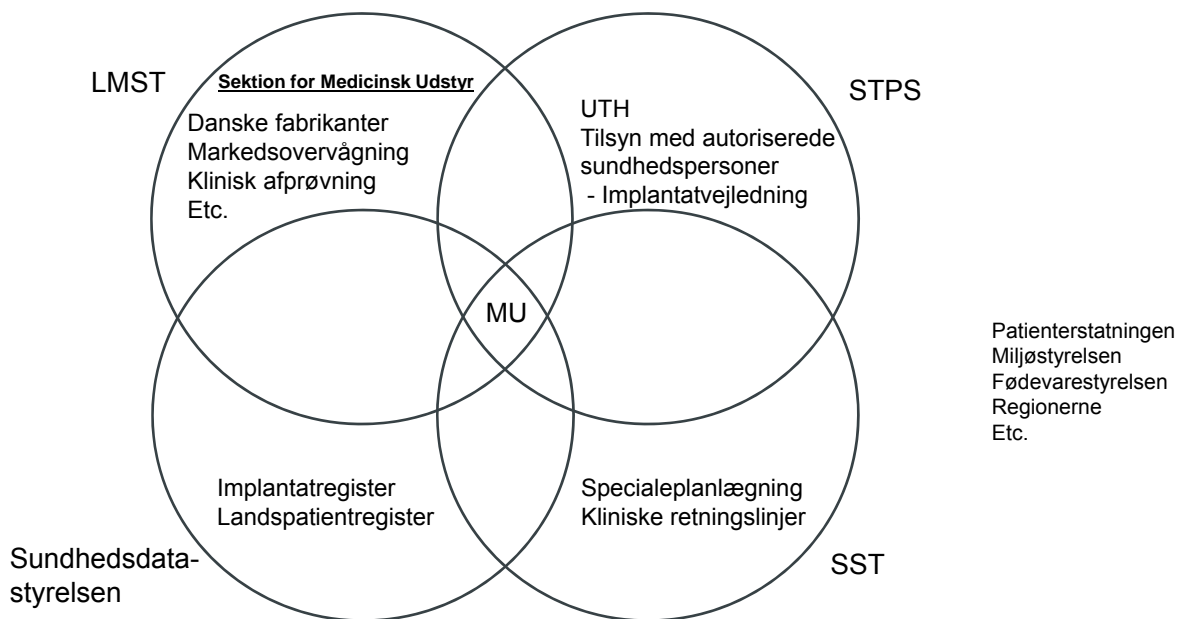 LMST
Sektion for Medicinsk Udstyr
Danske fabrikanter
Markedsovervågning
Klinisk afprøvning
Etc.
STPS
UTH
Tilsyn med autoriserede
sundhedspersoner
- Implantatvejledning
MU
Patienterstatningen
Miljøstyrelsen
Fødevarestyrelsen
Regionerne
Etc.
Implantatregister
Landspatientregister
Sundhedsdata-
styrelsen
Specialeplanlægning
Kliniske retningslinjer
SST